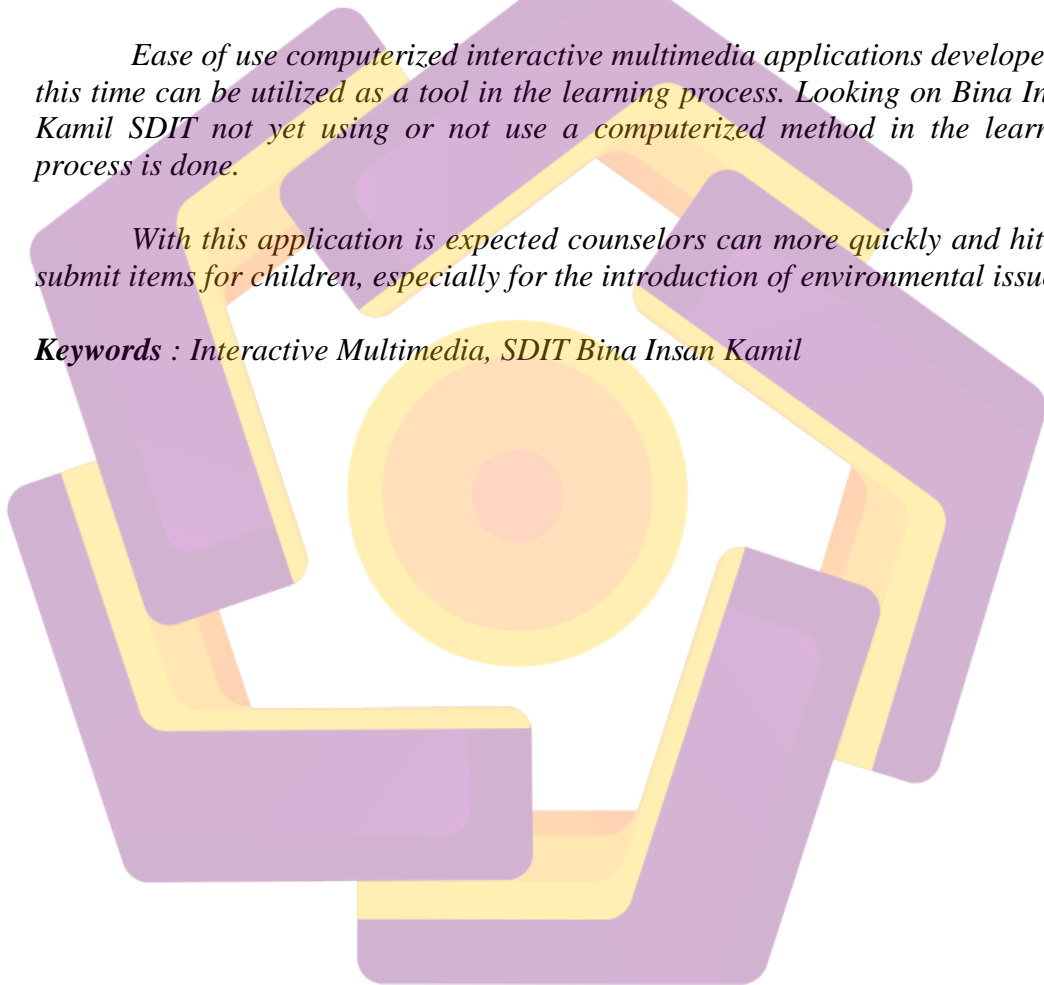 Ease of use computerized interactive multimedia applications develope
this time can be utilized as a tool in the learning process. Looking on Bina In
Kamil SDIT not yet using or not use a computerized method in the learn
process is done.
With this application is expected counselors can more quickly and hit
submit items for children, especially for the introduction of environmental issu
Keywords : Interactive Multimedia, SDIT Bina Insan Kamil